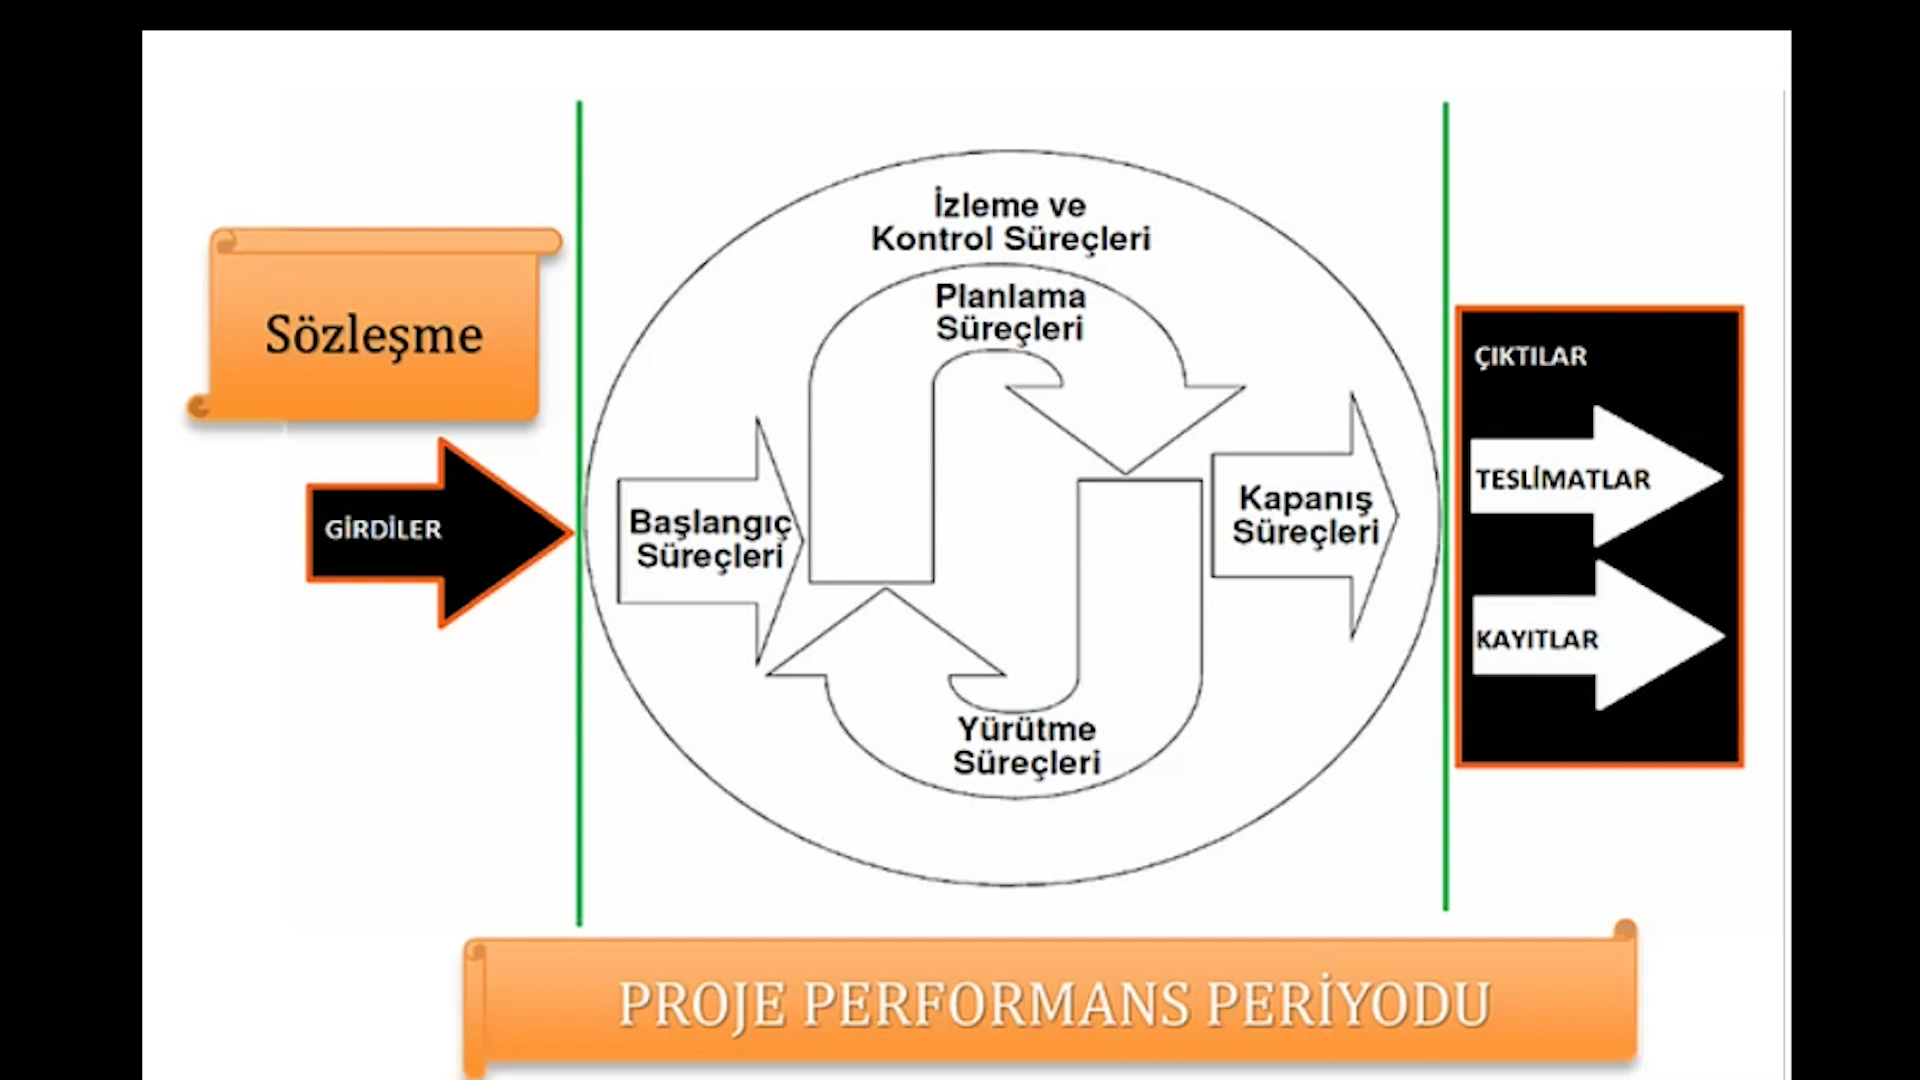 İzleme ve
Kontrol Süreçleri
Planlama
Süreçleri
Sözleşme
GİRDİLER
Başlangıç
Süreçleri
Kapanış
Süreçleri
Yürütme
Süreçleri
ÇIKTILAR
TESLİMATLAR
KAYITLAR
PROJE PERFORMANS PERİYODU